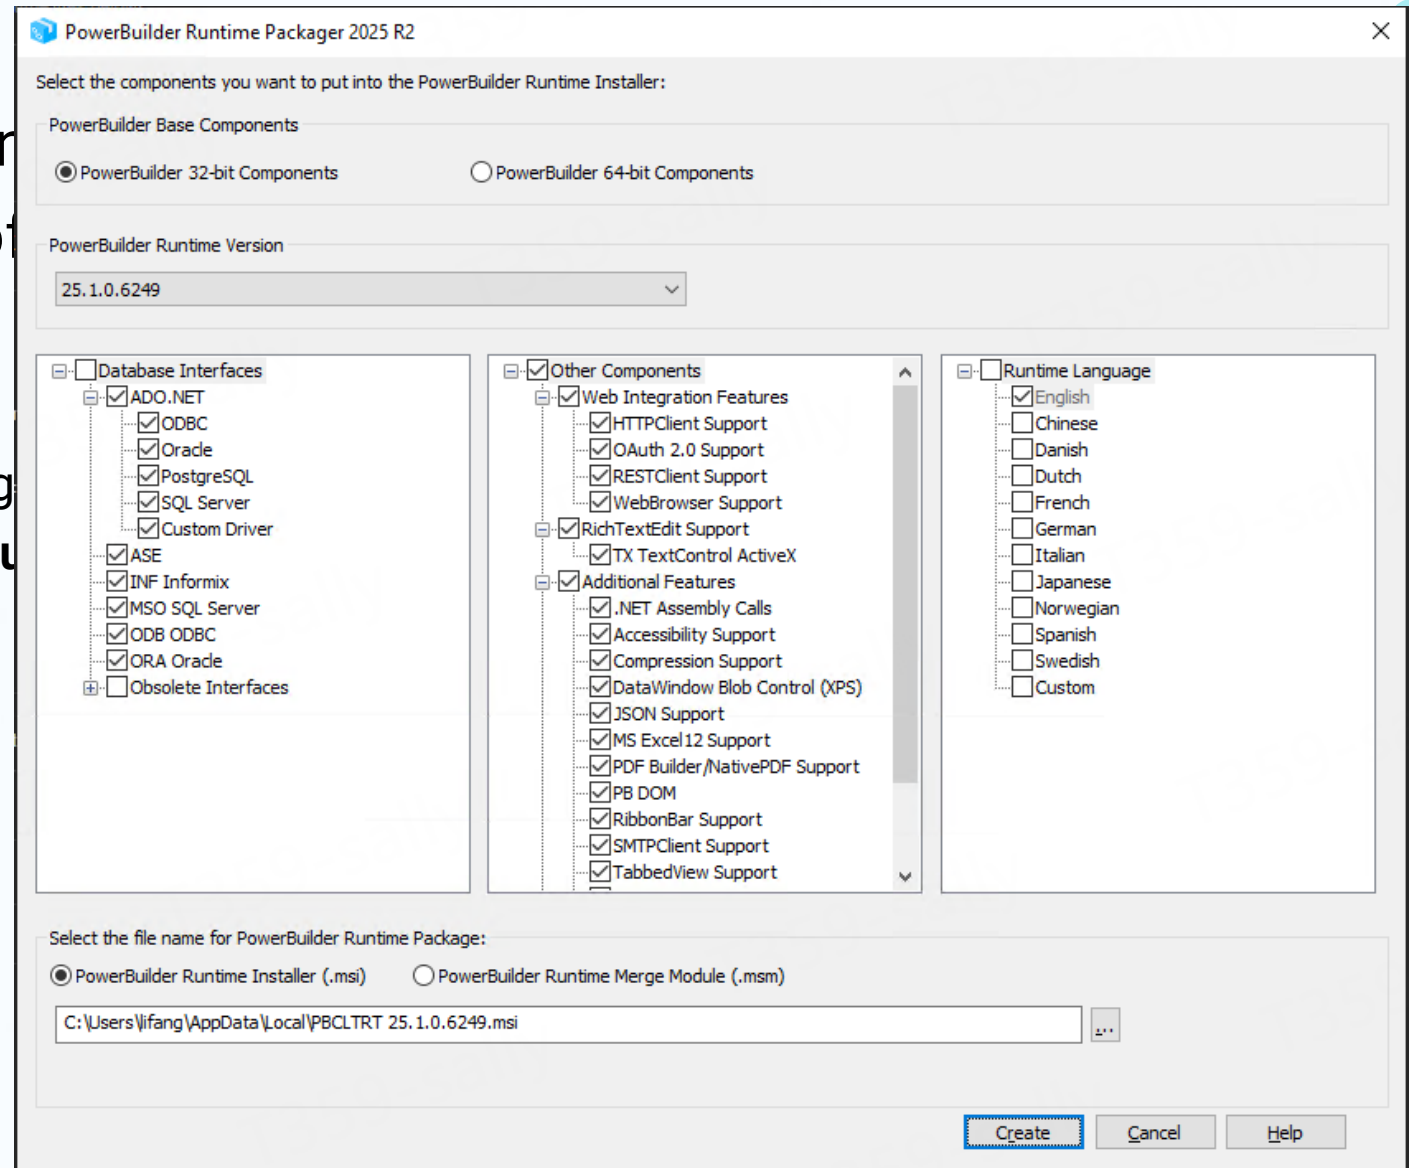 PowerBuilder Runtime Packager 2025 R2
Select the components you want to put into the PowerBuilder Runtime Installer:
PowerBuilder Base Components
PowerBuilder 32-bit Components
PowerBuilder 64-bit Components
PowerBuilder Runtime Version
25.1.0.6249
Database Interfaces
ADO.NET
ODBC
Oracle
PostgreSQL
SQL Server
Custom Driver
ASE
INF Informix
MSO SQL Server
ODB ODBC
ORA Oracle
Obsolete Interfaces
Other Components
Web Integration Features
HTTPClient Support
OAuth 2.0 Support
RESTClient Support
WebBrowser Support
RichTextEdit Support
TX TextControl ActiveX
Additional Features
.NET Assembly Calls
Accessibility Support
Compression Support
DataWindow Blob Control (XPS)
JSON Support
MS Excel12 Support
PDF Builder/NativePDF Support
PB DOM
RibbonBar Support
SMTPClient Support
TabbedView Support
Runtime Language
English
Chinese
Danish
Dutch
French
German
Italian
Japanese
Norwegian
Spanish
Swedish
Custom
Select the file name for PowerBuilder Runtime Package:
PowerBuilder Runtime Installer (.msi)
PowerBuilder Runtime Merge Module (.msm)
C:\Users\lifang\AppData\Local\PBCLTRT 25.1.0.6249.msi
...
Create
Cancel
Help